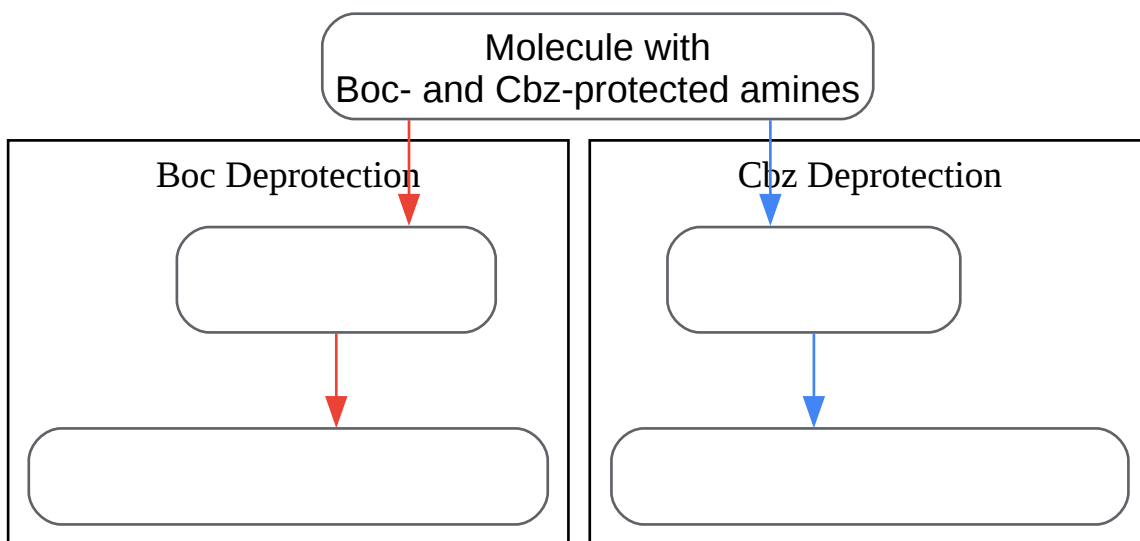 Molecule with
Boc- and Cbz-protected amines
Boc Deprotection
Cbz Deprotection